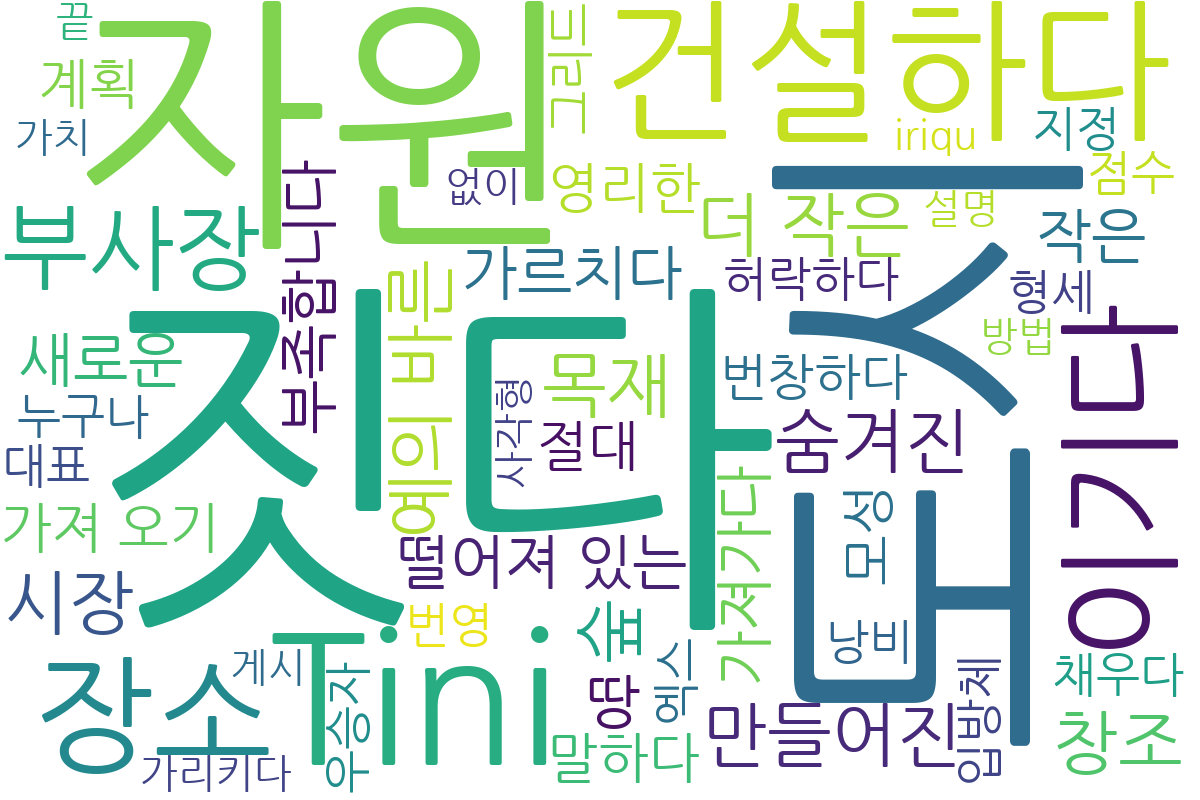 끝
자원
건설하다
그리드
계획
가치
iriqu
지정
점수
없이
영리한
더 작은
설명
작은
부사장
부족합니다
가르치다
허락하다
형세
도시
예의 바른
짓다
이기다
새로운
방법
목재
번창하다
누구나
사각형
절대
숨겨진
대표
가져가다
가져 오기
떨어져 있는
모성
시장
번영
숲
낭비
Tini
장소
게시
우승자
땅
엑스
입방체
채우다
만들어진
창조
말하다
가리키다